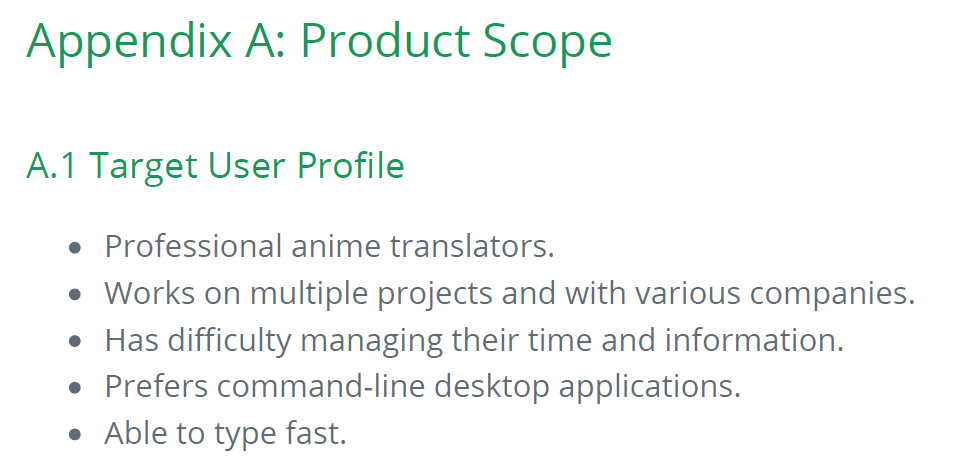 Appendix A: Product Scope
A.1 Target User Profile
• Professional anime translators.
• Works on multiple projects and with various companies.
• Has difficulty managing their time and information.
• Prefers command-line desktop applications.
• Able to type fast.